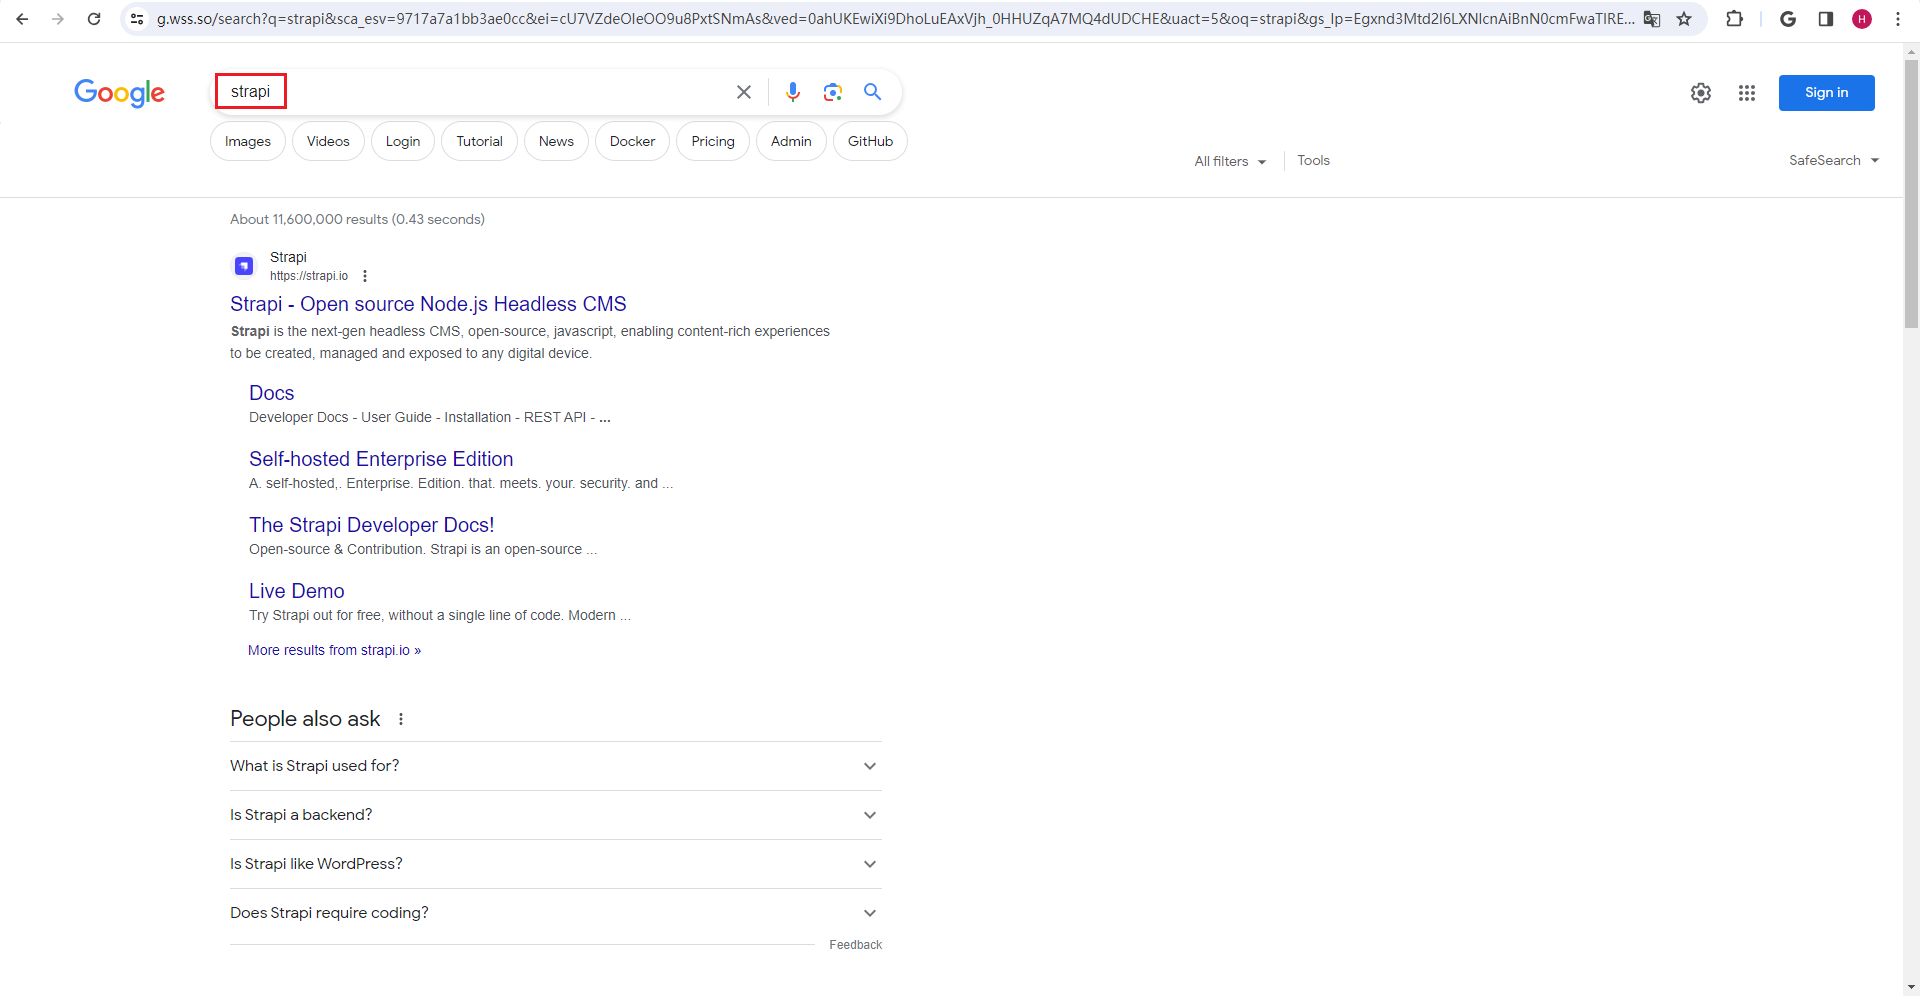 g.wss.so/search?q=strapi&sca_esv=9717a7a1bb3ae0cc&ei=cU7VZdeOIeOO9u8PxtSNmAs&ved=0ahUKEwiXi9DhoLuEAxVjh_0HHUZqA7MQ4dUDCHE&uact=5&oq=strapi&gs_lp=Egxnd3Mtd2l6LXNlcnAiBnN0cmFwaTIRE...
H
Google
strapi
Sign in
Images
Videos
Login
Tutorial
News
Docker
Pricing
Admin
GitHub
All filters
Tools
SafeSearch
About 11,600,000 results (0.43 seconds)
Strapi
https://strapi.io
Strapi - Open source Node.js Headless CMS
Strapi is the next-gen headless CMS, open-source, javascript, enabling content-rich experiences
to be created, managed and exposed to any digital device.
Docs
Developer Docs - User Guide - Installation - REST API - ...
Self-hosted Enterprise Edition
A. self-hosted,. Enterprise. Edition. that. meets. your. security. and ...
The Strapi Developer Docs!
Open-source & Contribution. Strapi is an open-source ...
Live Demo
Try Strapi out for free, without a single line of code. Modern ...
More results from strapi.io »
People also ask
What is Strapi used for?
Is Strapi a backend?
Is Strapi like WordPress?
Does Strapi require coding?
Feedback